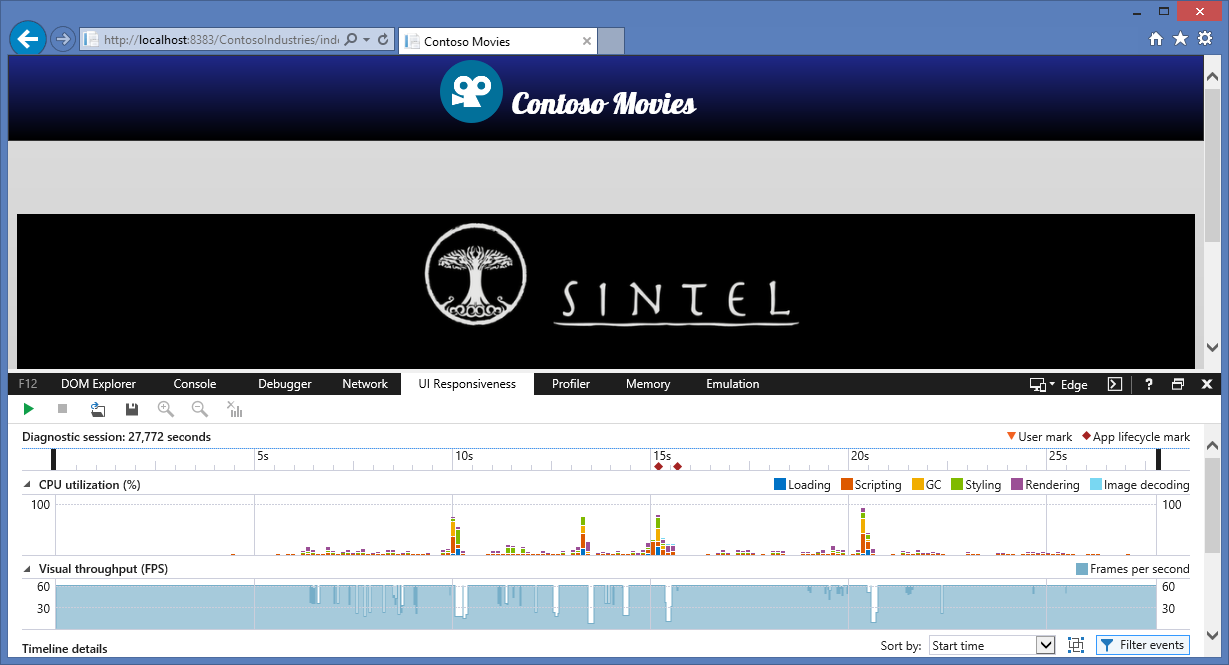 http://localhost:8383/ContosoIndustries/inde
Contoso Movies
Contoso Movies
SINTEL
F12 DOM Explorer Console Debugger Network UI Responsiveness Profiler Memory Emulation Edge ?
Diagnostic session: 27,772 seconds User mark App lifecycle mark
5s 10s 15s 20s 25s
CPU utilization (%) Loading Scripting GC Styling Rendering Image decoding
100 100
Visual throughput (FPS) Frames per second
60 60
30 30
Timeline details Sort by: Start time Filter events